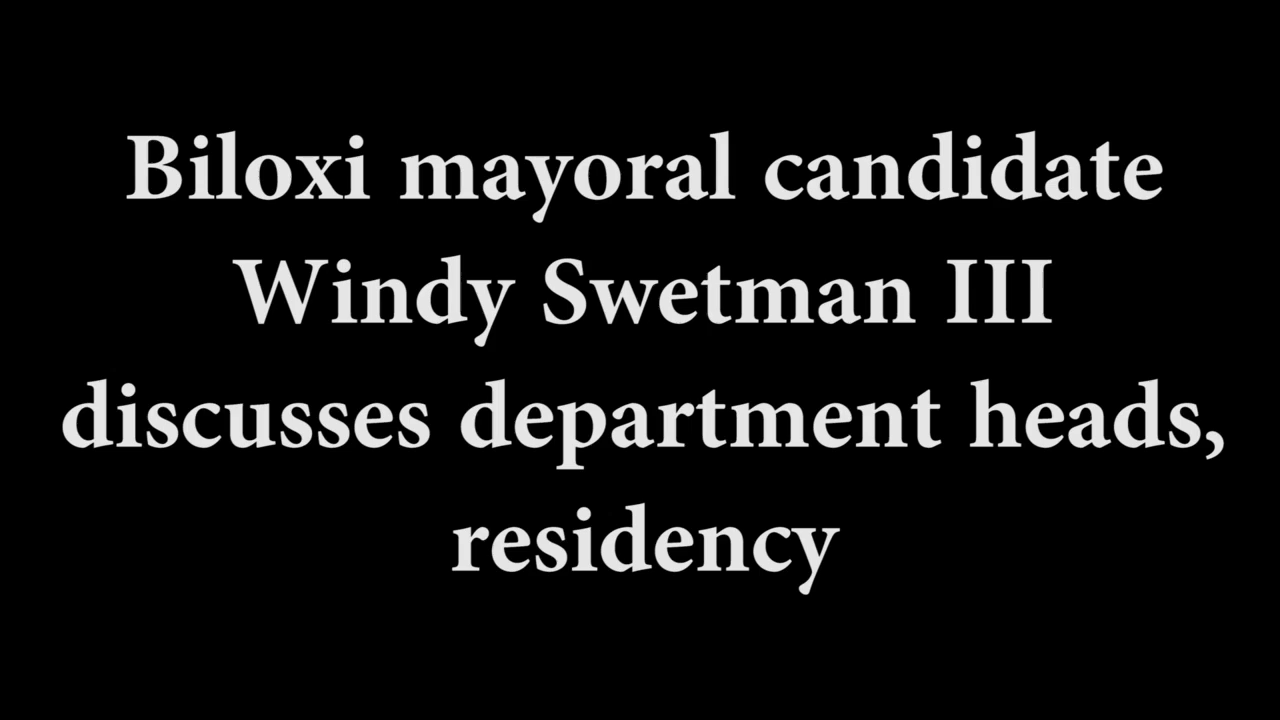 Biloxi mayoral candidate
Windy Swetman III
discusses department heads,
residency